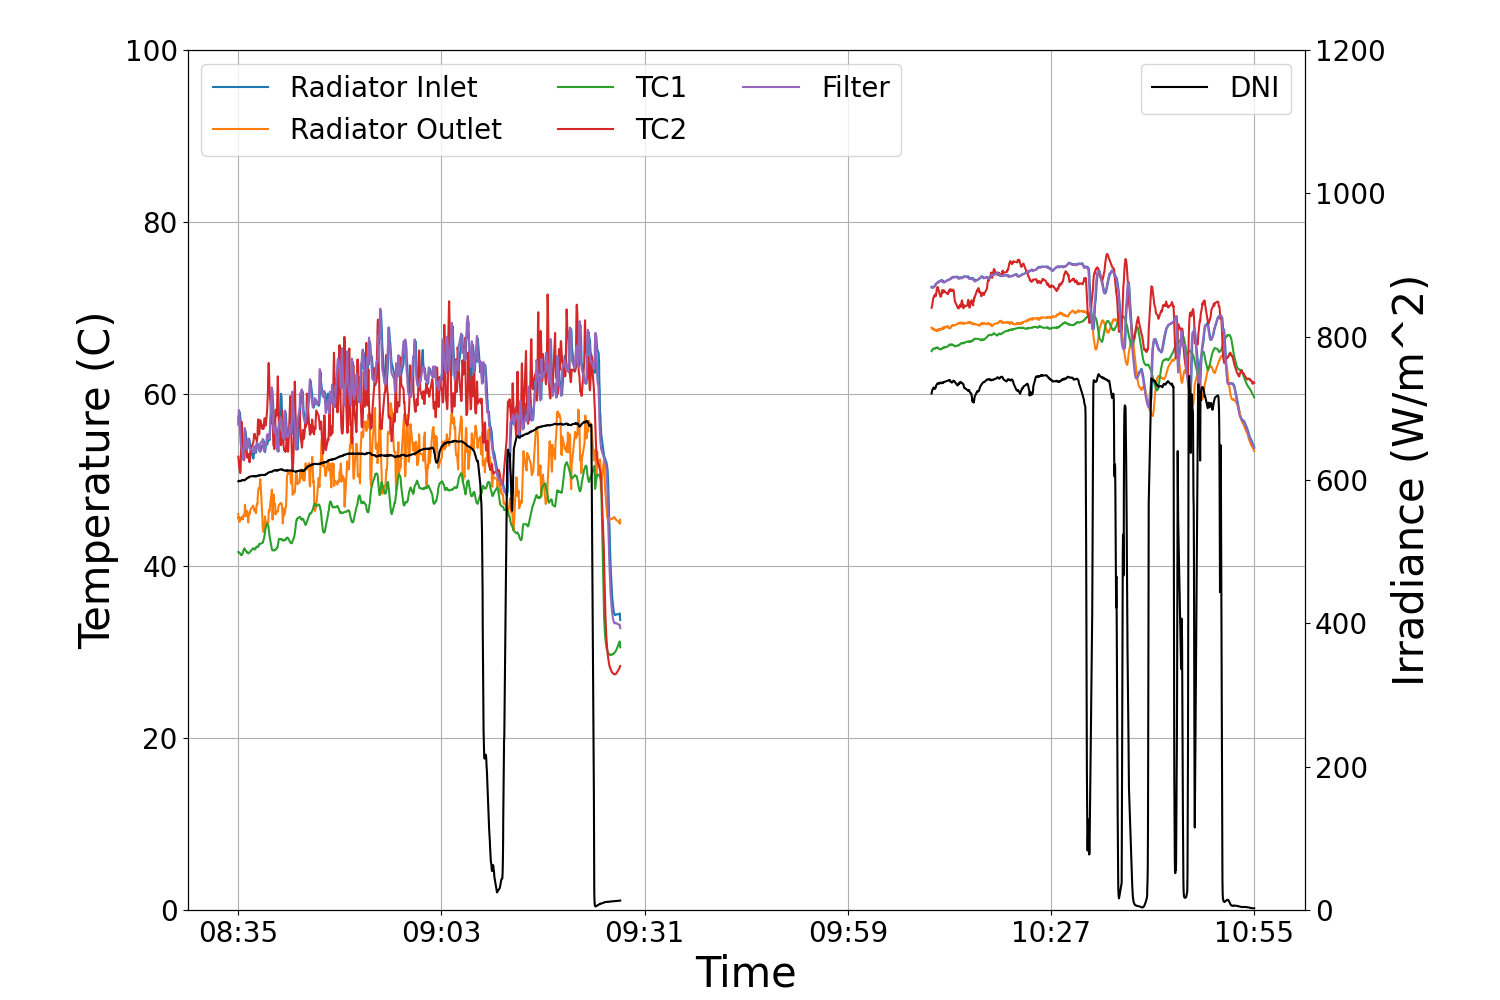 100
80
60
40
20
0
Temperature (C)
Radiator Inlet
Radiator Outlet
TC1
TC2
Filter
DNI
1200
1000
800
600
400
200
0
Irradiance (W/m^2)
08:35
09:03
09:31
09:59
10:27
10:55
Time